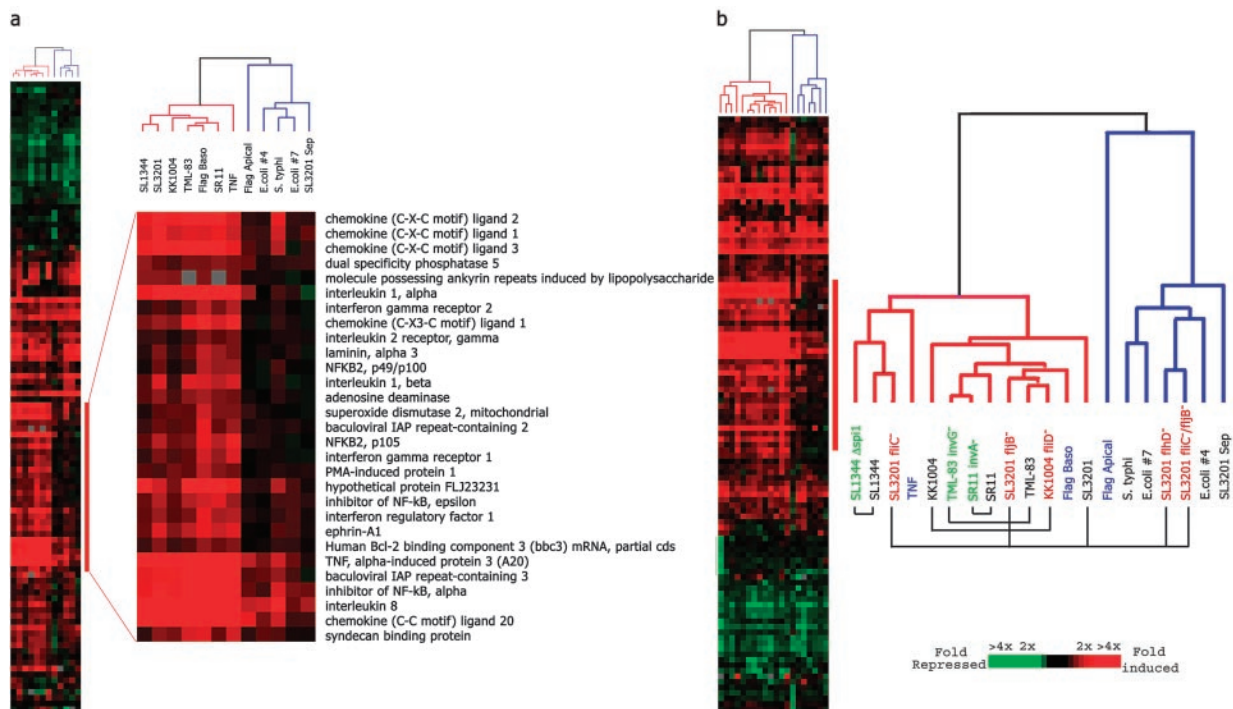 a
SL1344
SL3201
KK1004
TML-83
Flag Baso
SR11
TNF
Flag Apical
E.coli #4
S. typhi
E.coli #7
SL3201 Sep
chemokine (C-X-C motif) ligand 2
chemokine (C-X-C motif) ligand 1
chemokine (C-X-C motif) ligand 3
dual specificity phosphatase 5
molecule possessing ankyrin repeats induced by lipopolysaccharide
interleukin 1, alpha
interferon gamma receptor 2
chemokine (C-X3-C motif) ligand 1
interleukin 2 receptor, gamma
laminin, alpha 3
NFKB2, p49/p100
interleukin 1, beta
adenosine deaminase
superoxide dismutase 2, mitochondrial
baculoviral IAP repeat-containing 2
NFKB2, p105
interferon gamma receptor 1
PMA-induced protein 1
hypothetical protein FLJ23231
inhibitor of NF-kB, epsilon
interferon regulatory factor 1
ephrin-A1
Human Bcl-2 binding component 3 (bbc3) mRNA, partial cds
TNF, alpha-induced protein 3 (A20)
baculoviral IAP repeat-containing 3
inhibitor of NF-kB, alpha
interleukin 8
chemokine (C-C motif) ligand 20
syndecan binding protein
b
SL1344 Δspi1
SL1344
SL3201 fliC⁻
TNF
KK1004
TML-83 invG⁻
SR11 invA-
SR11
SL3201 fljB⁻
TML-83
KK1004 fliD⁻
Flag Baso
SL3201
Flag Apical
S. typhi
E.coli #7
SL3201 flhD⁻
SL3201 fliC⁻/fljB⁻
E.coli #4
SL3201 Sep
>4x 2x 2x >4x
Fold Repressed
Fold induced